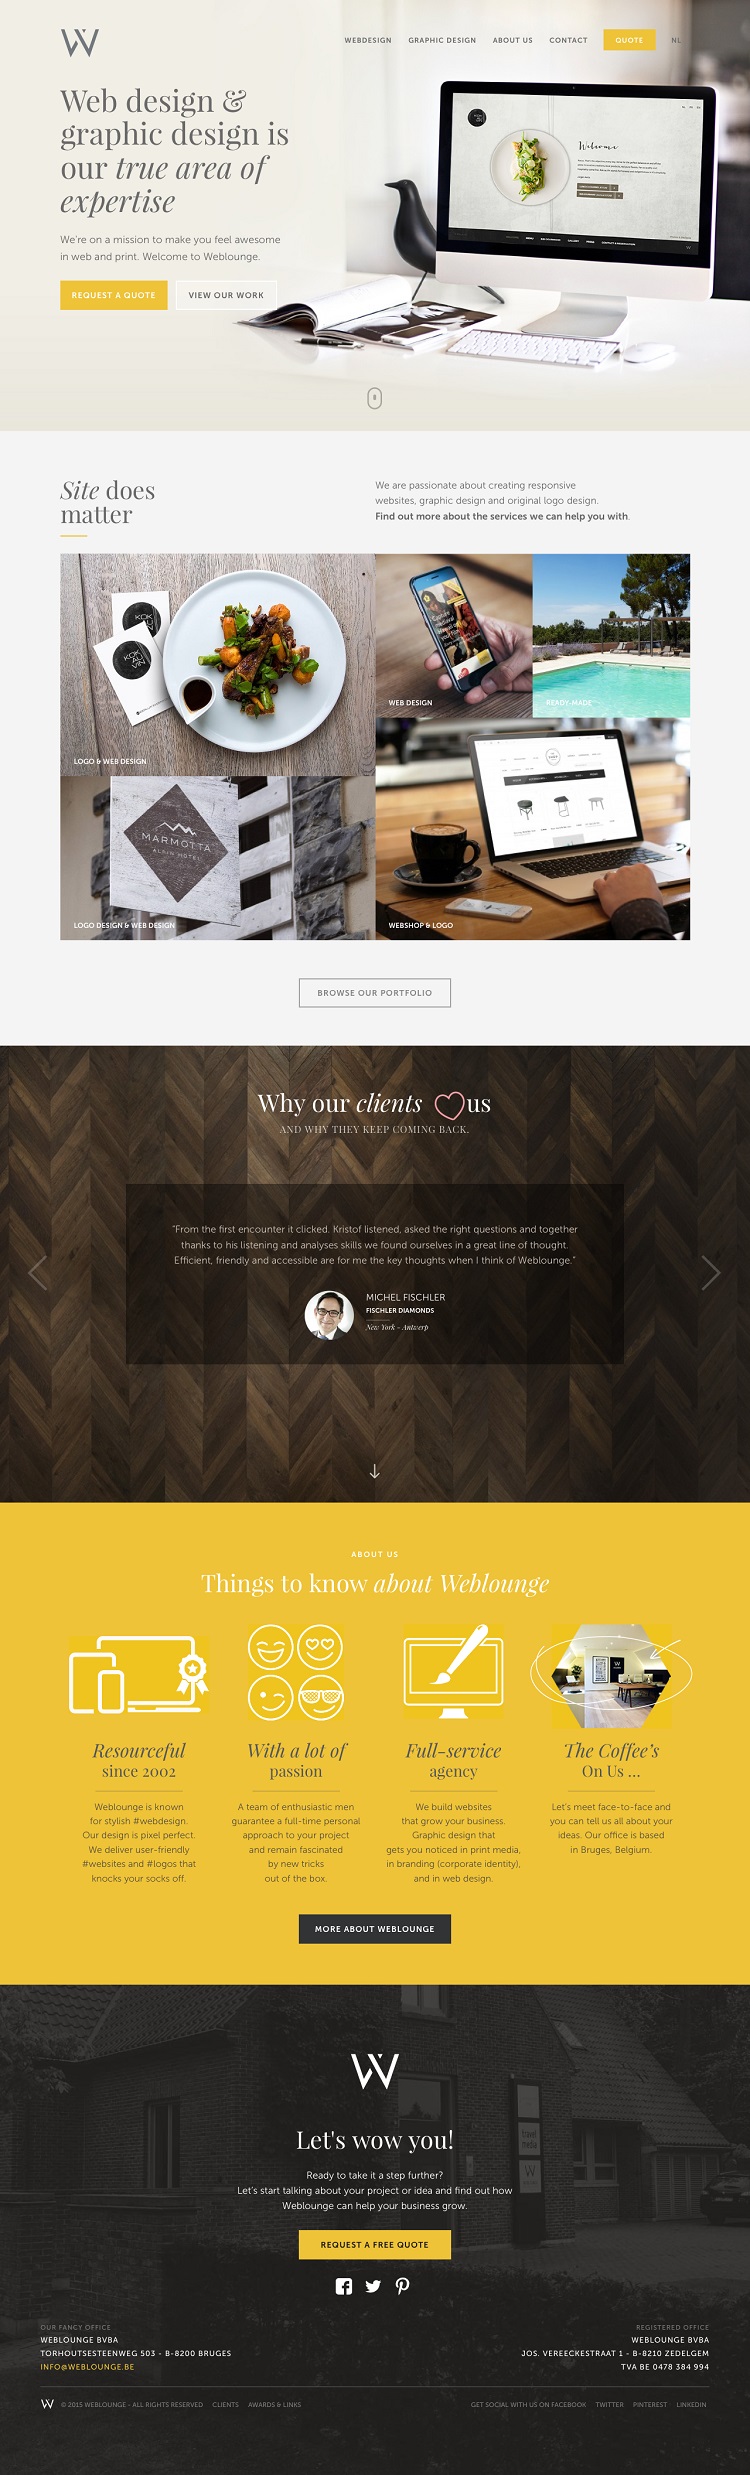 WEBDESIGN GRAPHIC DESIGN ABOUT US CONTACT QUOTE NL
Web design &
graphic design is
our true area of
expertise
We're on a mission to make you feel awesome
in web and print. Welcome to Weblounge.
REQUEST A QUOTE VIEW OUR WORK
Welcome
Site does
matter
We are passionate about creating responsive
websites, graphic design and original logo design.
Find out more about the services we can help you with.
KOK
AU
VIN
KOK
AU
VIN
LOGO & WEB DESIGN
WEB DESIGN
READY-MADE
MARMOTTA
ALPIN HOTEL
LOGO DESIGN & WEB DESIGN
WEBSHOP & LOGO
BROWSE OUR PORTFOLIO
Why our clients us
AND WHY THEY KEEP COMING BACK.
"From the first encounter it clicked. Kristof listened, asked the right questions and together
thanks to his listening and analyses skills we found ourselves in a great line of thought.
Efficient, friendly and accessible are for me the key thoughts when I think of Weblounge."
MICHEL FISCHLER
FISCHLER DIAMONDS
New York - Antwerp
ABOUT US
Things to know about Weblounge
Resourceful
since 2002
Weblounge is known
for stylish #webdesign.
Our design is pixel perfect.
We deliver user-friendly
#websites and #logos that
knocks your socks off.
With a lot of
passion
A team of enthusiastic men
guarantee a full-time personal
approach to your project
and remain fascinated
by new tricks
out of the box.
Full-service
agency
We build websites
that grow your business.
Graphic design that
gets you noticed in print media,
in branding (corporate identity),
and in web design.
The Coffee's
On Us ...
Let's meet face-to-face and
you can tell us all about your
ideas. Our office is based
in Bruges, Belgium.
MORE ABOUT WEBLOUNGE
travel
media
Let's wow you!
Ready to take it a step further?
Let's start talking about your project or idea and find out how
Weblounge can help your business grow.
REQUEST A FREE QUOTE
OUR FANCY OFFICE
WEBLOUNGE BVBA
TORHOUTSESTEENWEG 503 - B-8200 BRUGES
INFO@WEBLOUNGE.BE
REGISTERED OFFICE
WEBLOUNGE BVBA
JOS. VEREECKESTRAAT 1 - B-8210 ZEDELGEM
TVA BE 0478 384 994
© 2015 WEBLOUNGE - ALL RIGHTS RESERVED CLIENTS AWARDS & LINKS
GET SOCIAL WITH US ON FACEBOOK TWITTER PINTEREST LINKEDIN